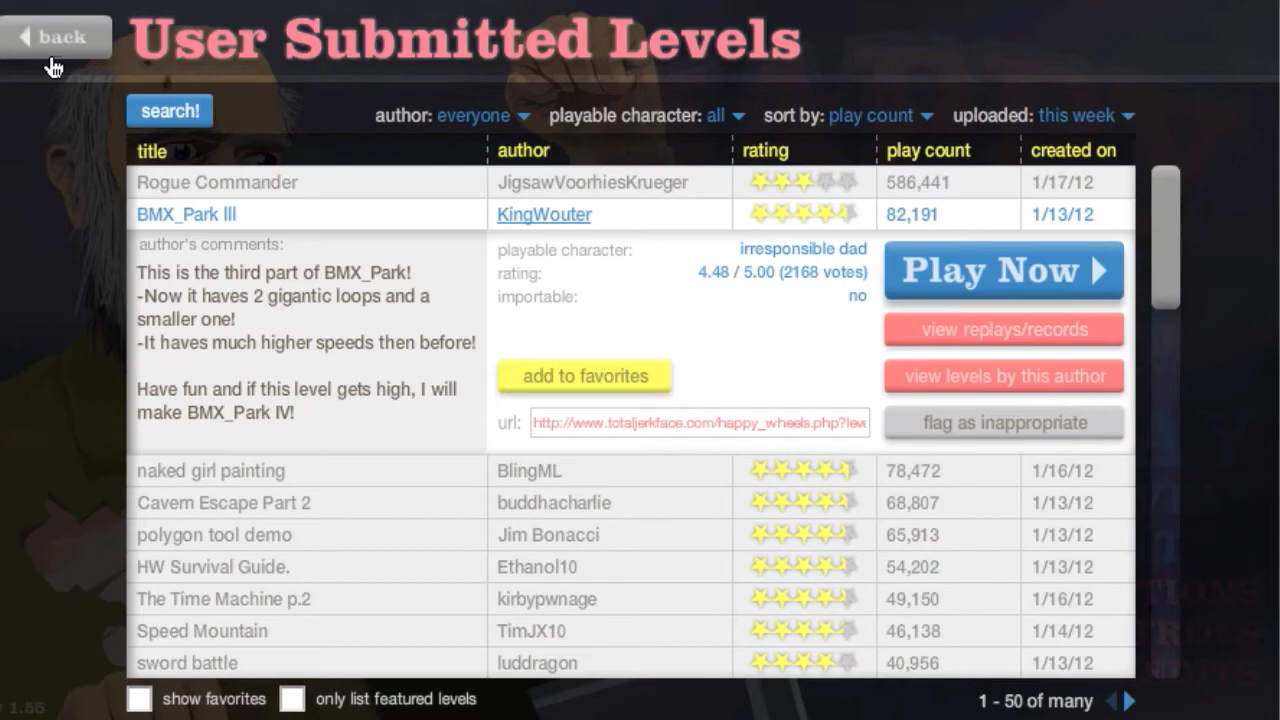 back
User Submitted Levels
search!
author: everyone playable character: all sort by: play count uploaded: this week
title author rating play count created on
Rogue Commander JigsawVoorhiesKrueger 586,441 1/17/12
BMX_Park lll KingWouter 82,191 1/13/12
author's comments:
This is the third part of BMX_Park!
-Now it haves 2 gigantic loops and a
smaller one!
-It haves much higher speeds then before!
Have fun and if this level gets high, I will
make BMX_Park IV!
playable character: irresponsible dad
rating: 4.48 / 5.00 (2168 votes)
importable: no
add to favorites
url: http://www.totaljerkface.com/happy_wheels.php?leve
Play Now
view replays/records
view levels by this author
flag as inappropriate
naked girl painting BlingML 78,472 1/16/12
Cavern Escape Part 2 buddhacharlie 68,807 1/13/12
polygon tool demo Jim Bonacci 65,913 1/13/12
HW Survival Guide. Ethanol10 54,202 1/13/12
The Time Machine p.2 kirbypwnage 49,150 1/16/12
Speed Mountain TimJX10 46,138 1/14/12
sword battle luddragon 40,956 1/13/12
show favorites only list featured levels 1 - 50 of many
1.55